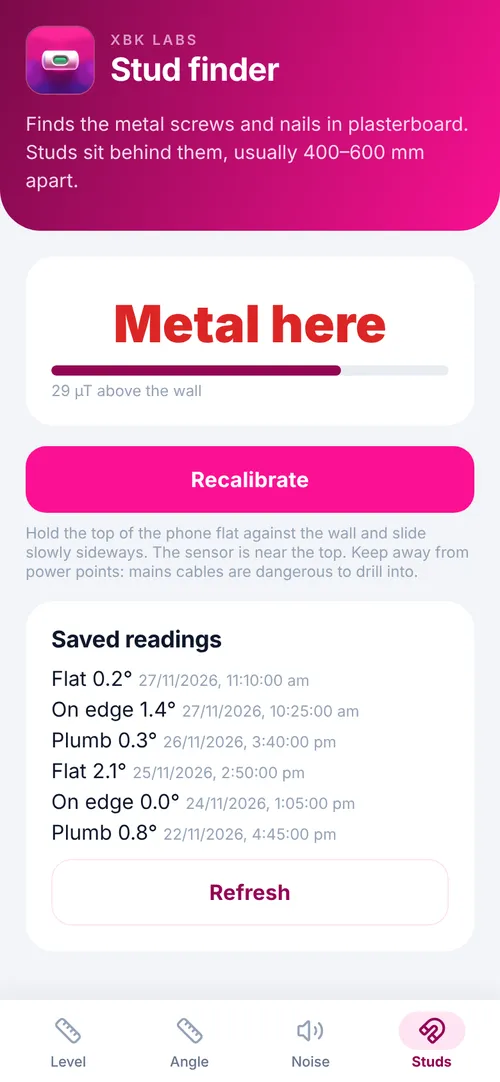 XBK LABS
Stud finder
Finds the metal screws and nails in plasterboard.
Studs sit behind them, usually 400–600 mm
apart.
Metal here
29 µT above the wall
Recalibrate
Hold the top of the phone flat against the wall and slide
slowly sideways. The sensor is near the top. Keep away from
power points: mains cables are dangerous to drill into.
Saved readings
Flat 0.2° 27/11/2026, 11:10:00 am
On edge 1.4° 27/11/2026, 10:25:00 am
Plumb 0.3° 26/11/2026, 3:40:00 pm
Flat 2.1° 25/11/2026, 2:50:00 pm
On edge 0.0° 24/11/2026, 1:05:00 pm
Plumb 0.8° 22/11/2026, 4:45:00 pm
Refresh
Level Angle Noise Studs